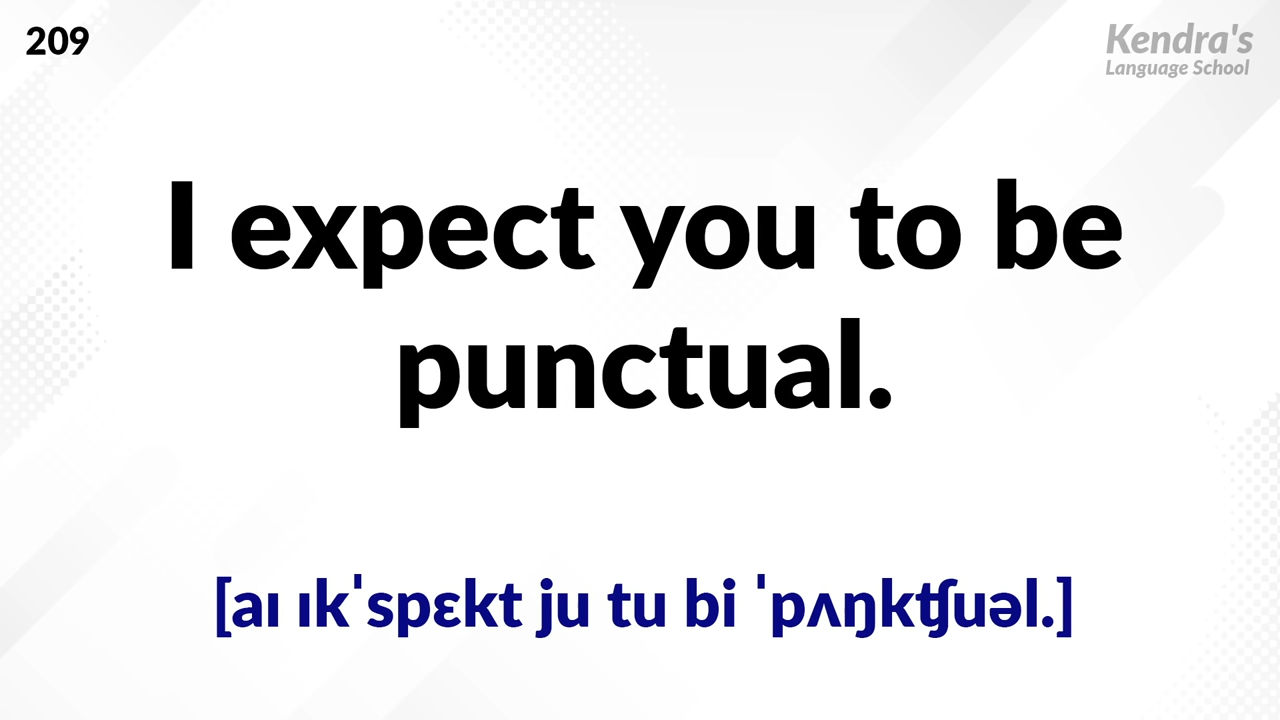 209
Kendra's
Language School
I expect you to be
punctual.
[aɪ ɪkˈspɛkt ju tu bi ˈpʌŋkʧuəl.]